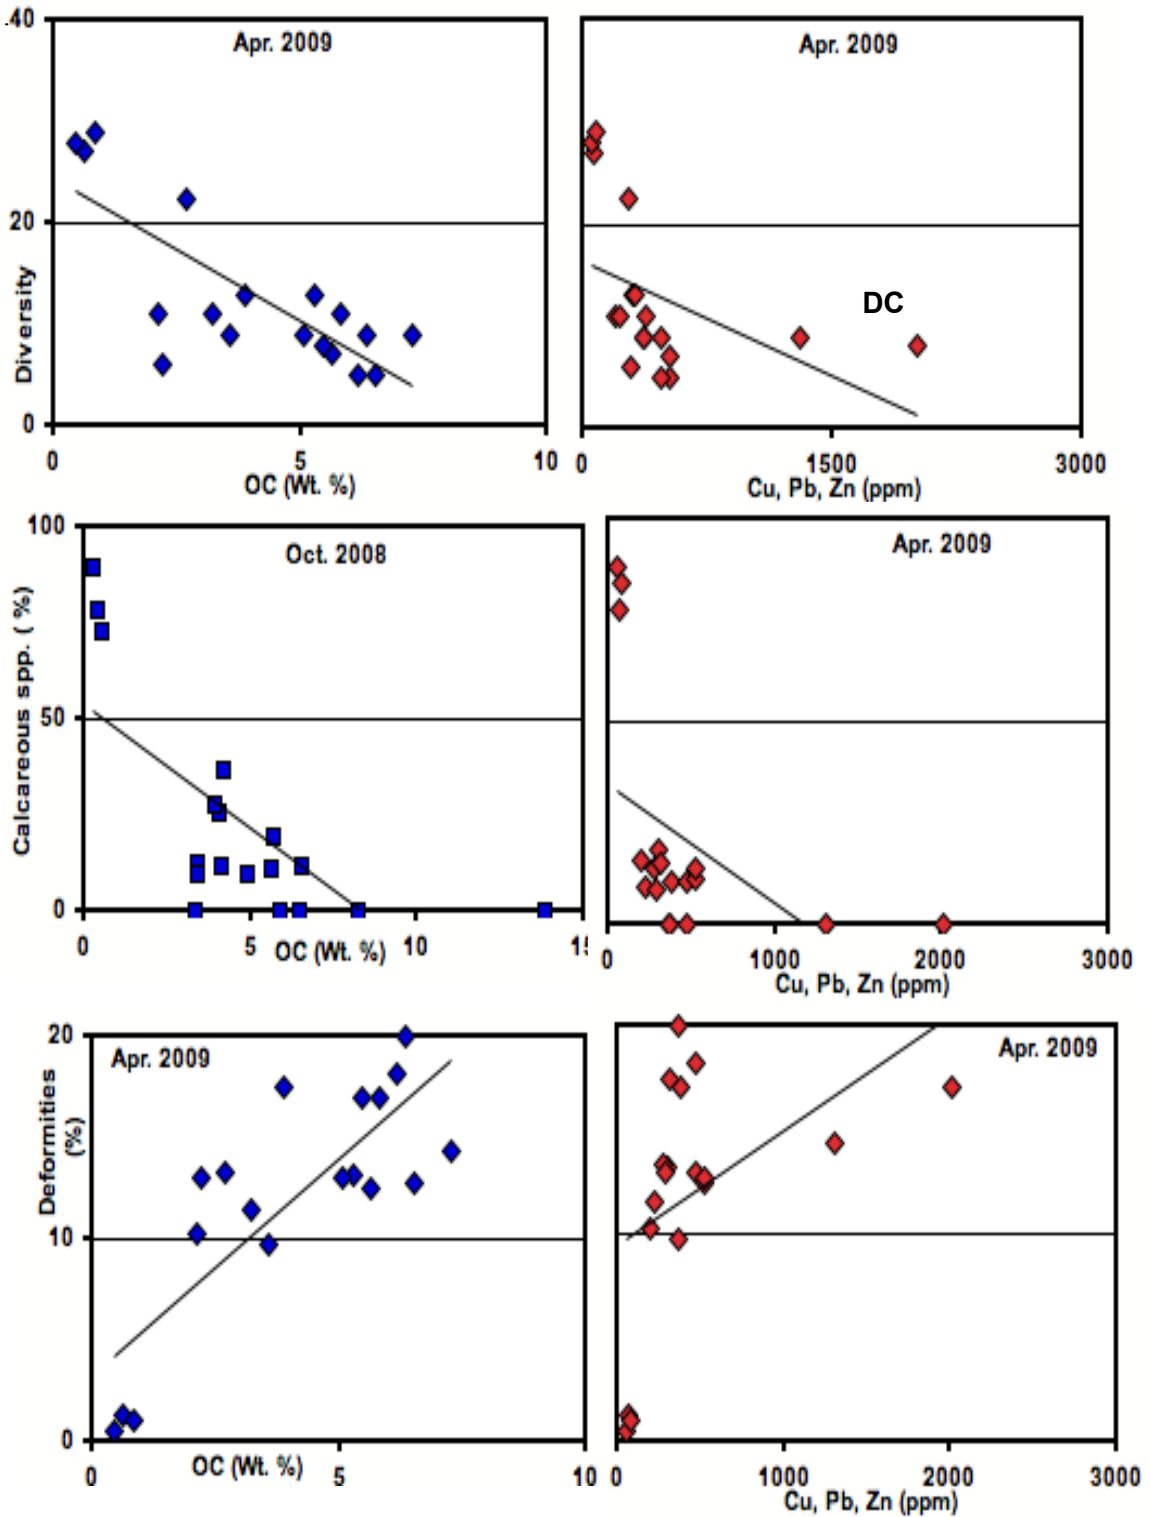 40
Apr. 2009
Apr. 2009
20
DC
Diversity
0
0
5
10
OC (Wt. %)
0
1500
3000
Cu, Pb, Zn (ppm)
100
Oct. 2008
Apr. 2009
Calcareous spp. ( %)
50
0
0
5
10
OC (Wt. %)
0
1000
2000
3000
Cu, Pb, Zn (ppm)
20
Apr. 2009
Apr. 2009
Deformities
(%)
10
0
0
5
10
OC (Wt. %)
0
1000
2000
3000
Cu, Pb, Zn (ppm)